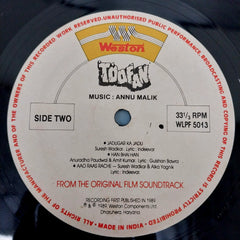 ALL RIGHTS OF THE MANUFACTURER AND OF THE OWNERS OF THIS RECORDED WORK RESERVED. UNAUTHORISED PUBLIC PERFORMANCE, BROADCASTING AND COPYING OF THIS RECORD IS STRICTLY PROHIBITED. MADE IN INDIA
Weston
TOOFAN
MUSIC : ANNU MALIK
SIDE TWO
33⅓ RPM
WLPF 5013
• JADUGAR KA JADU
Suresh Wadkar Lyric : Indeevar
• HAN BHAI HAN
Anuradha Paudwal & Amit Kumar. Lyric : Gulshan Bawra
• AAO RAAS RACHE — Suresh Wadkar & Alka Yagnik
Lyric : Indeevar
FROM THE ORIGINAL FILM SOUNDTRACK
RECORDING FIRST PUBLISHED IN 1989
1989 Weston Components Ltd.
Dharuhera, Haryana